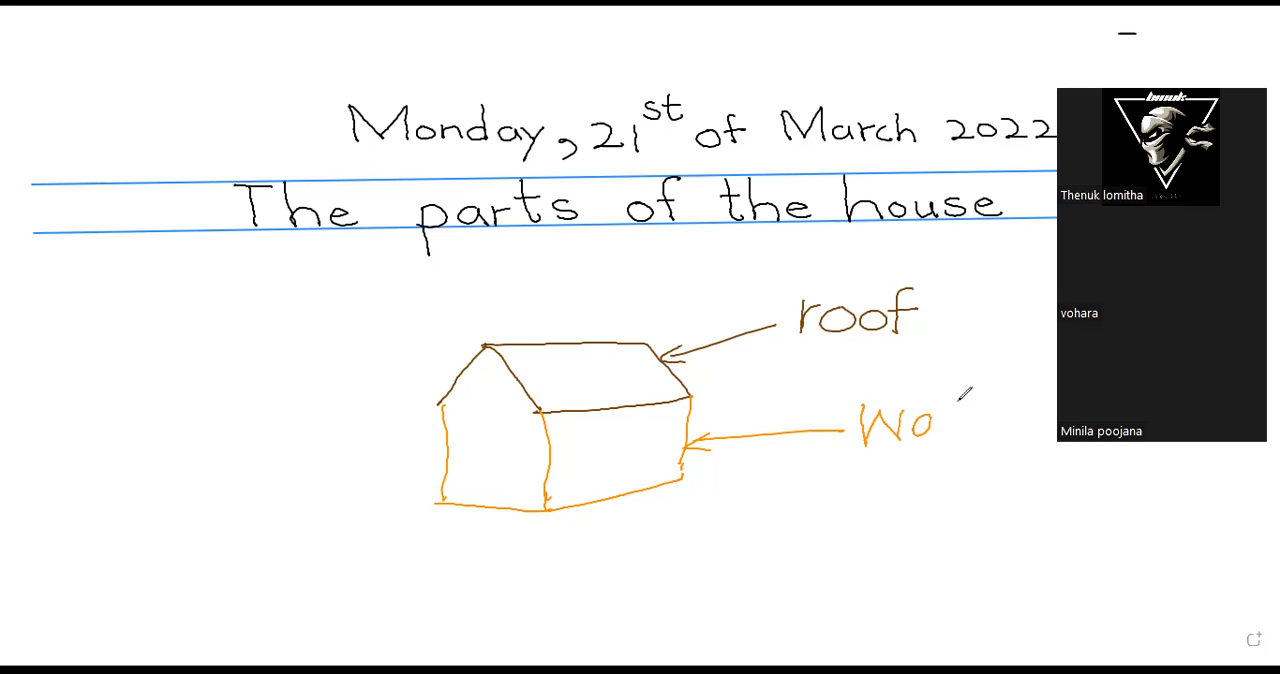 Monday, 21st of March 2022
The parts of the house
roof
Wo
Thenuk lomitha
vohara
Minila poojana